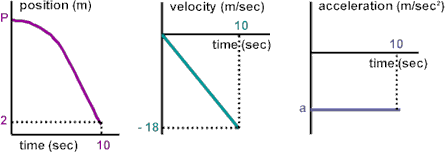 position (m)
P
2
time (sec)
10
velocity (m/sec)
10
time (sec)
- 18
acceleration (m/sec²)
10
time (sec)
a